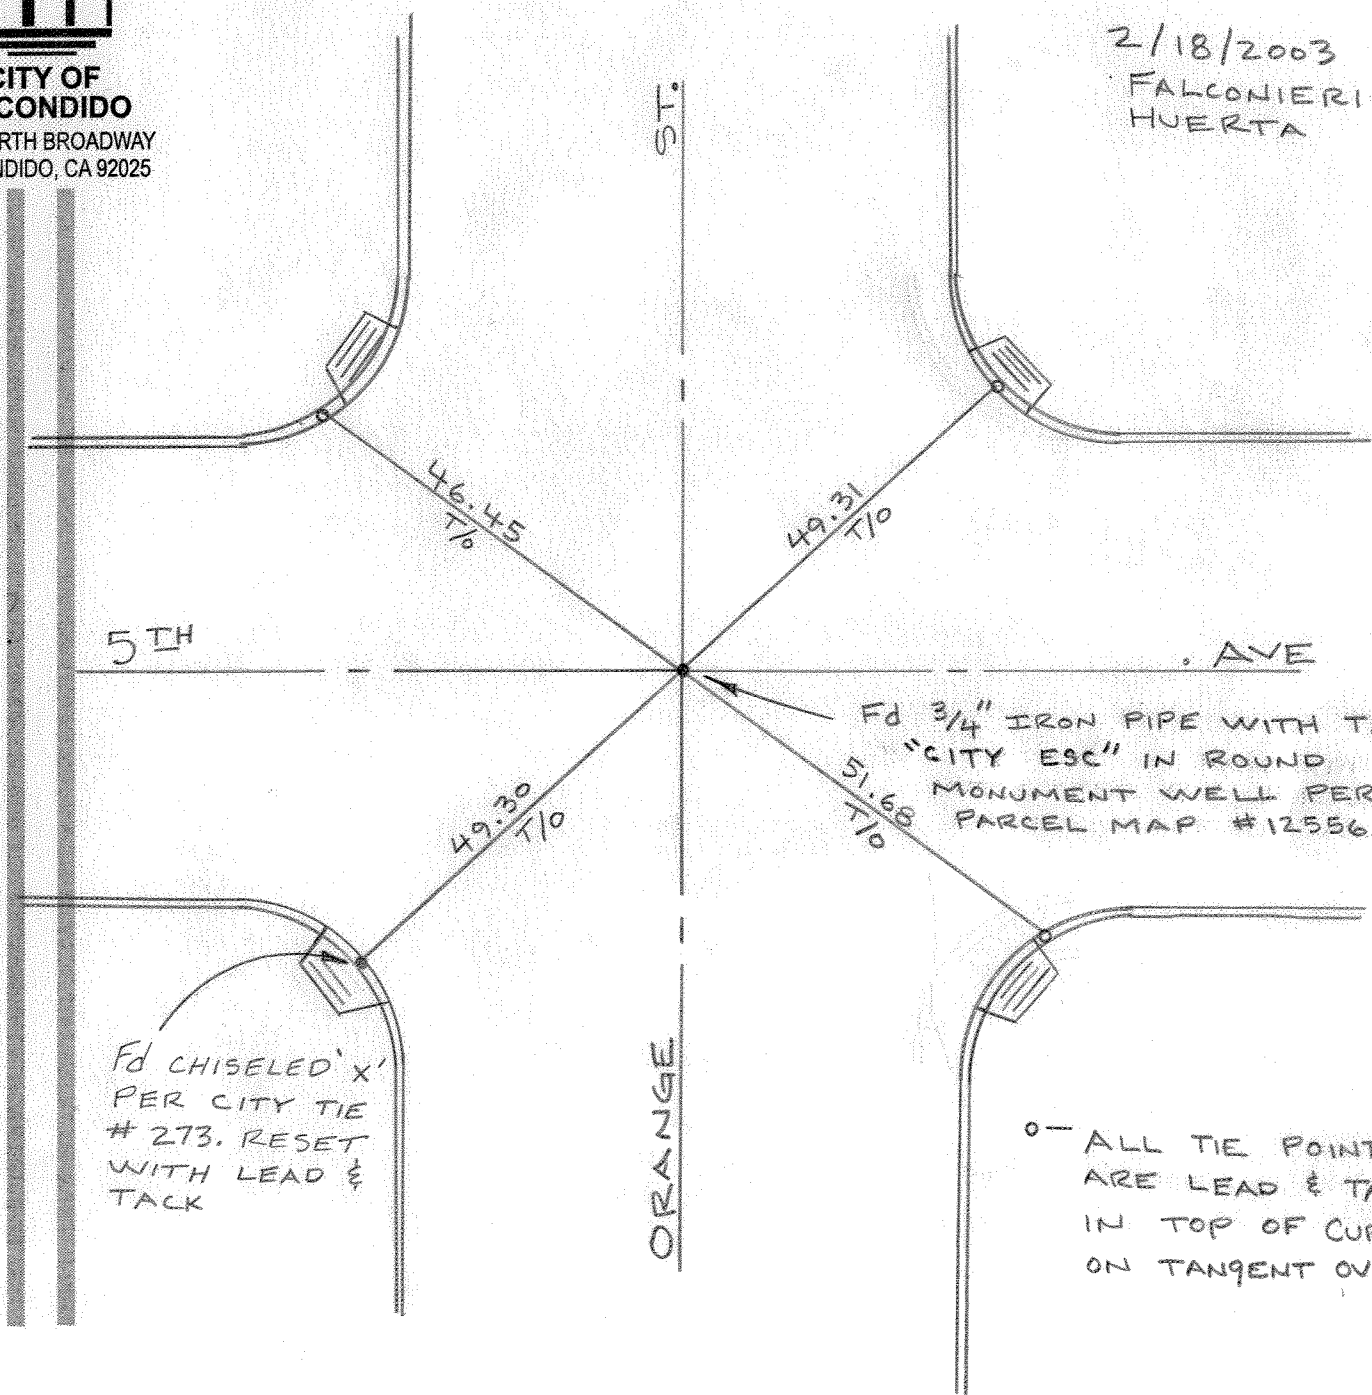 CITY OF
CONDIDO
RTH BROADWAY
NDIDO, CA 92025
2/18/2003
FALCONIERI
HUERTA
ST.
46.45
T/O
49.31
T/O
5TH
AVE
Fd 3/4" IRON PIPE WITH T
"CITY ESC" IN ROUND
MONUMENT WELL PER
PARCEL MAP #12556
49.30
T/O
51.68
T/O
Fd CHISELED 'X'
PER CITY TIE
# 273. RESET
WITH LEAD &
TACK
ORANGE
ALL TIE POINT
ARE LEAD & TA
IN TOP OF CUR
ON TANGENT OV